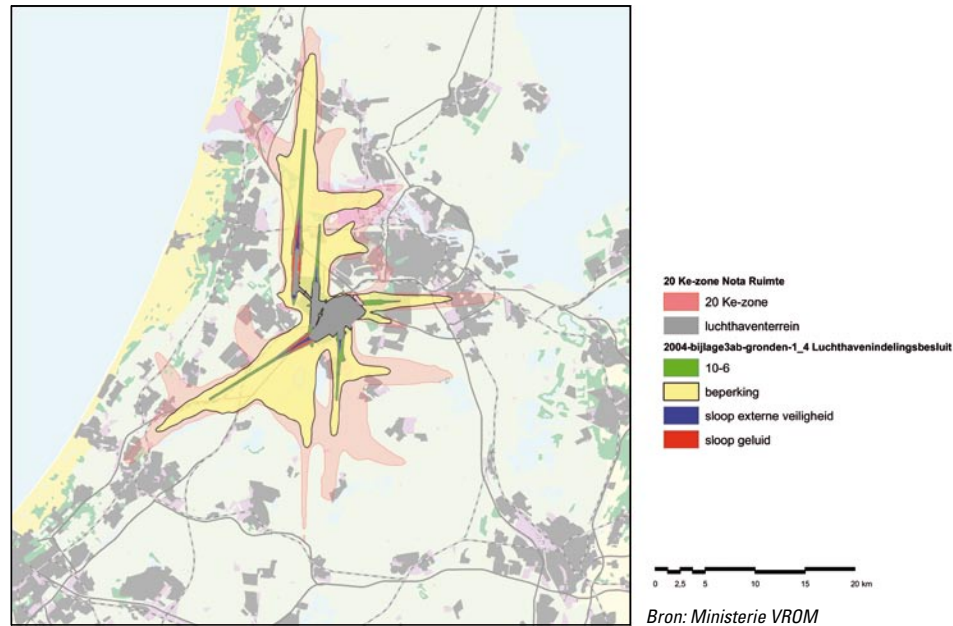 20 Ke-zone Nota Ruimte
20 Ke-zone
luchthaventerrein
2004-bijlage3ab-gronden-1_4 Luchthavenindelingsbesluit
10-6
beperking
sloop externe veiligheid
sloop geluid
0 2,5 5 10 15 20 km
Bron: Ministerie VROM